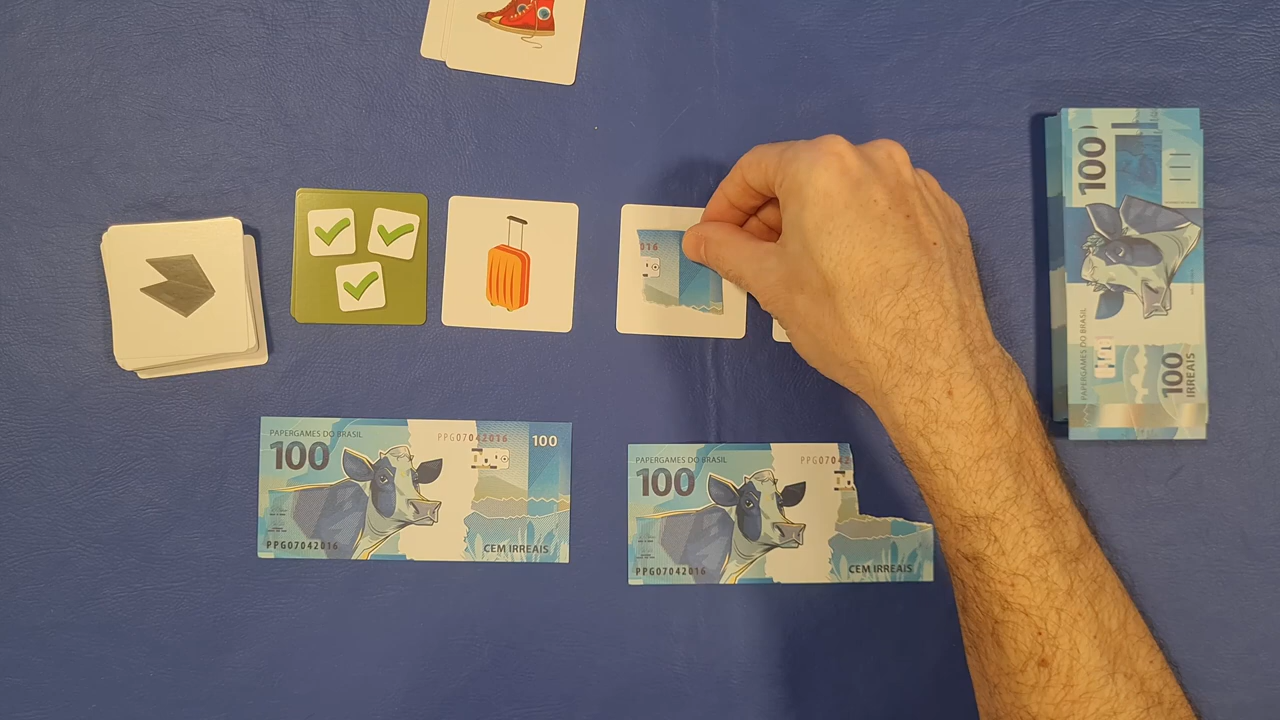 016
PAPERGAMES DO BRASIL
PPG07042016
100
100
PPG07042016
CEM IRREAIS
PAPERGAMES DO BRASIL
PPG07042
100
PPG07042016
CEM IRREAIS
100
PAPERGAMES DO BRASIL
100
IRREAIS